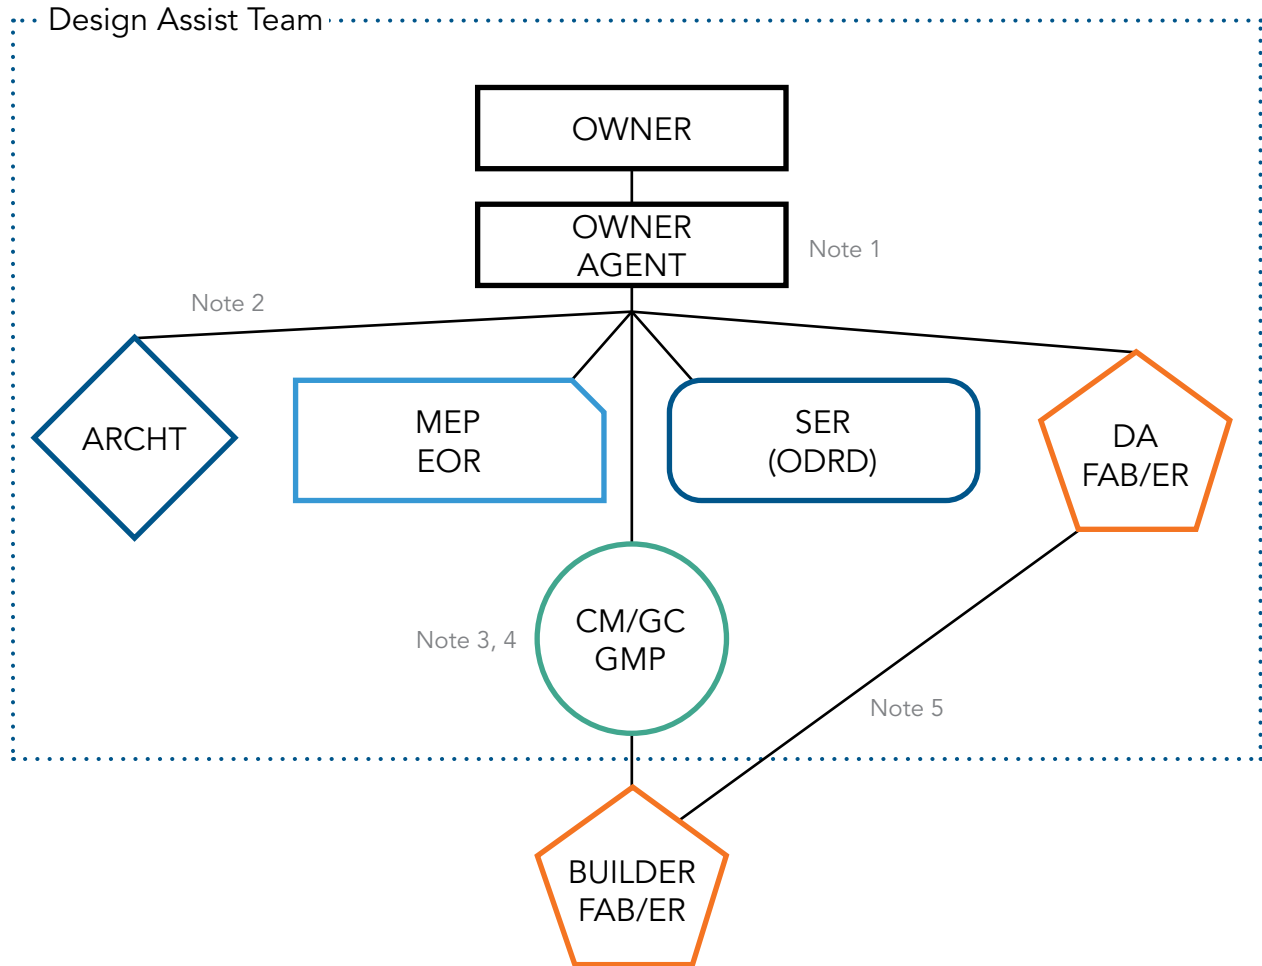 Design Assist Team
OWNER
OWNER
AGENT
Note 1
Note 2
ARCHT
MEP
EOR
SER
(ODRD)
DA
FAB/ER
CM/GC
GMP
Note 3, 4
Note 5
BUILDER
FAB/ER